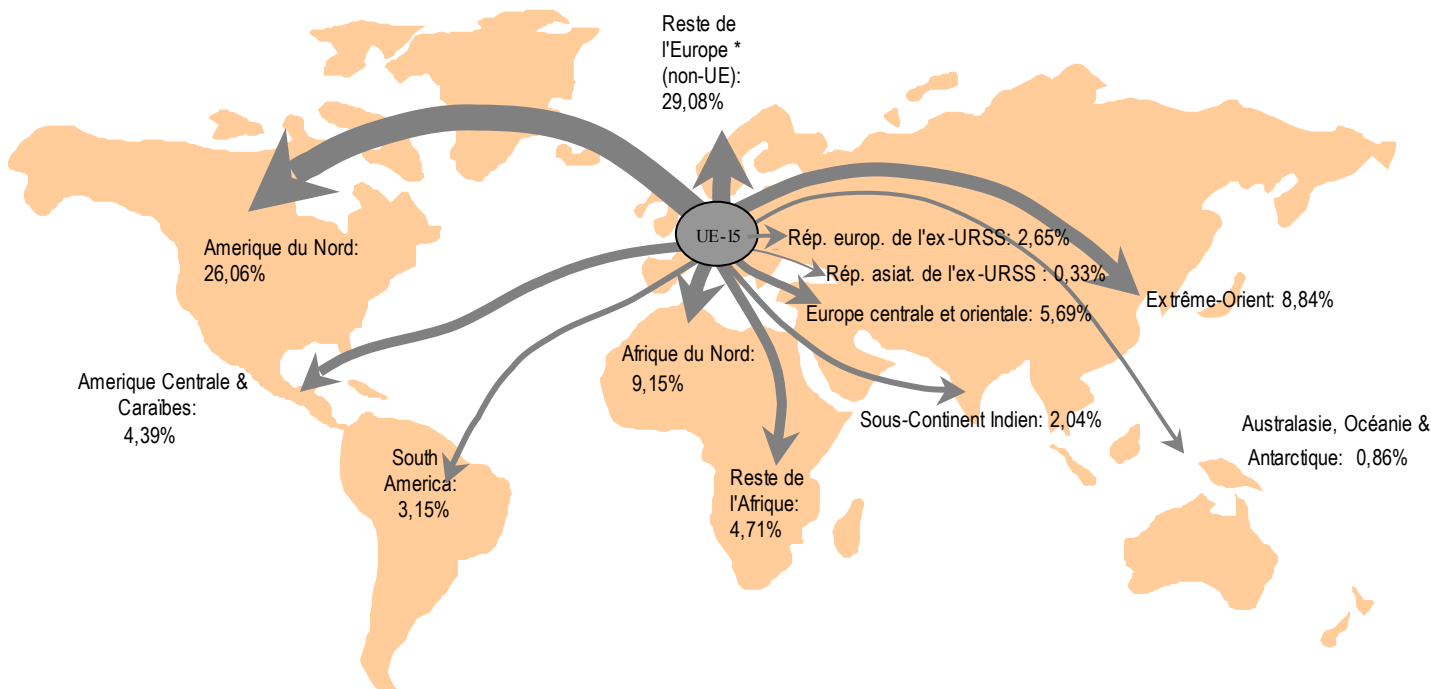 Reste de
l'Europe *
(non-UE):
29,08%
Amerique du Nord:
26,06%
UE-15
Rép. europ. de l'ex-URSS: 2,65%
Rép. asiat. de l'ex-URSS : 0,33%
Europe centrale et orientale: 5,69%
Extrême-Orient: 8,84%
Afrique du Nord:
9,15%
Amerique Centrale &
Caraïbes:
4,39%
Sous-Continent Indien: 2,04%
Australasie, Océanie &
Antarctique: 0,86%
South
America:
3,15%
Reste de
l'Afrique:
4,71%